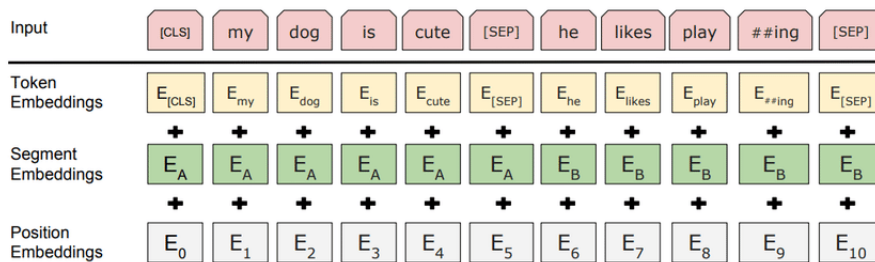 Input [CLS] my dog is cute [SEP] he likes play ##ing [SEP]
Token Embeddings E[CLS] Emy Edog Eis Ecute E[SEP] Ehe Elikes Eplay E##ing E[SEP]
+ + + + + + + + + + +
Segment Embeddings EA EA EA EA EA EA EB EB EB EB EB
+ + + + + + + + + + +
Position Embeddings E0 E1 E2 E3 E4 E5 E6 E7 E8 E9 E10